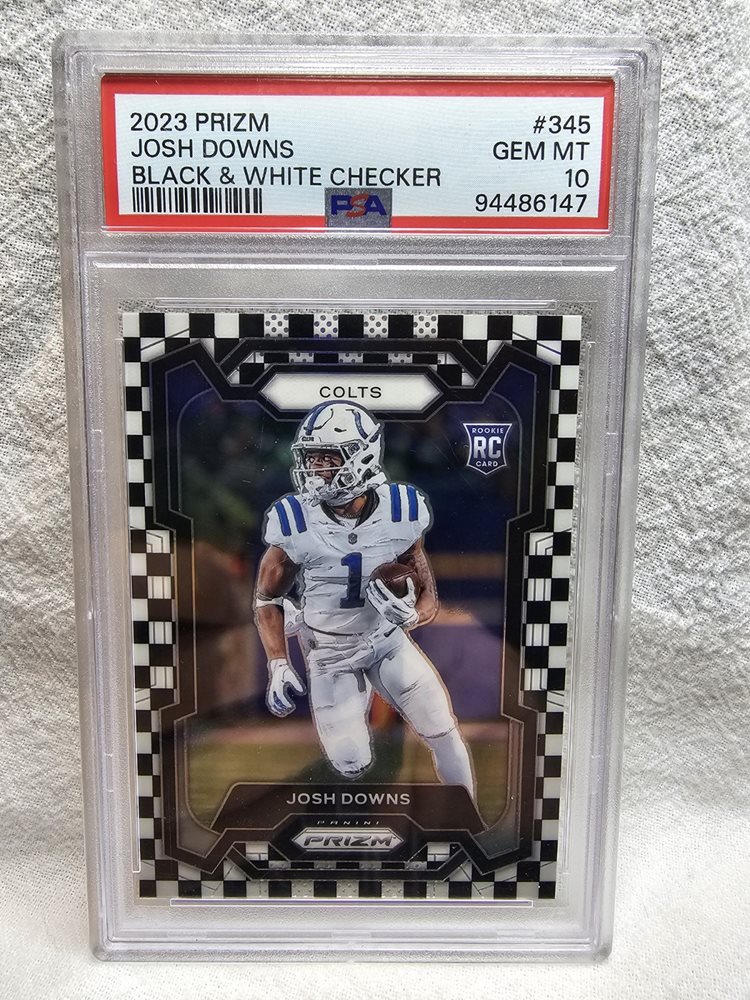 2023 PRIZM #345
JOSH DOWNS GEM MT
BLACK & WHITE CHECKER 10
PSA 94486147
COLTS
ROOKIE
RC
CARD
1
JOSH DOWNS
PANINI
PRIZM